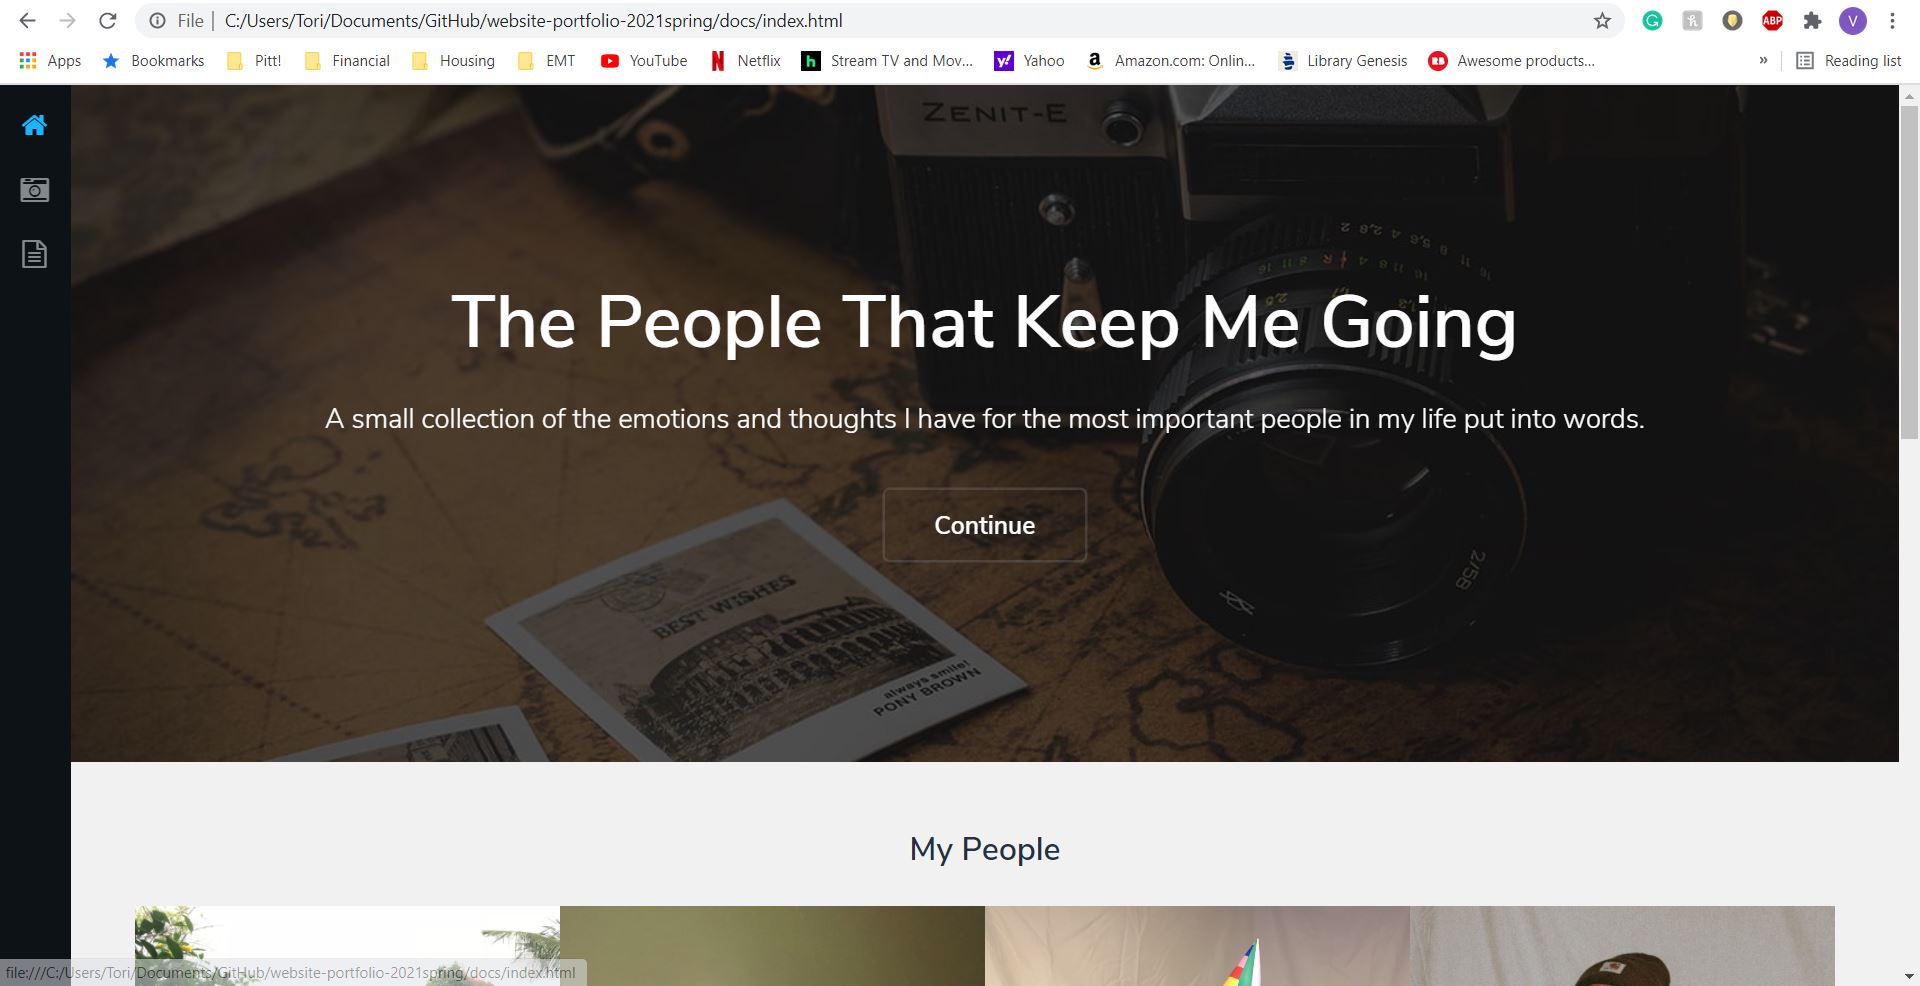 File | C:/Users/Tori/Documents/GitHub/website-portfolio-2021spring/docs/index.html
ABP
V
Apps Bookmarks Pitt! Financial Housing EMT YouTube Netflix Stream TV and Mov... Yahoo Amazon.com: Onlin... Library Genesis Awesome products... » Reading list
ZENIT-E
The People That Keep Me Going
A small collection of the emotions and thoughts I have for the most important people in my life put into words.
Continue
2/58
BEST WISHES
always smile!
PONY BROWN
My People
file:///C:/Users/Tori/Documents/GitHub/website-portfolio-2021spring/docs/index.html